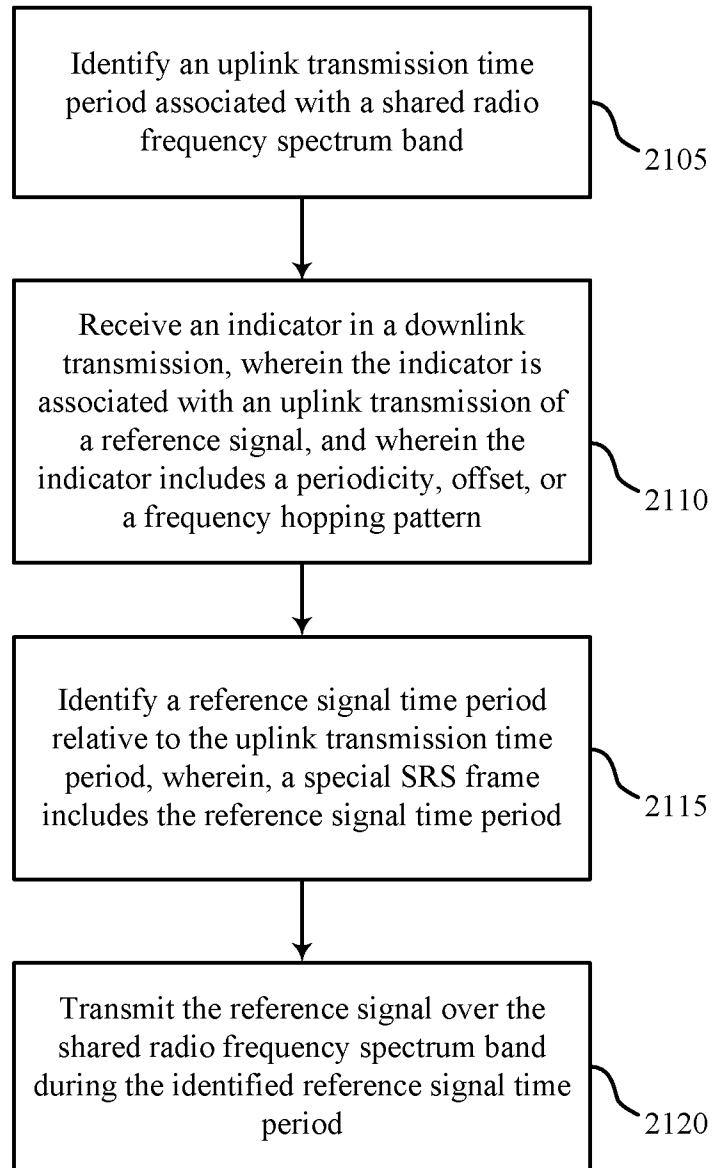 Identify an uplink transmission time
period associated with a shared radio
frequency spectrum band
2105
Receive an indicator in a downlink
transmission, wherein the indicator is
associated with an uplink transmission of
a reference signal, and wherein the
indicator includes a periodicity, offset, or
a frequency hopping pattern
2110
Identify a reference signal time period
relative to the uplink transmission time
period, wherein, a special SRS frame
includes the reference signal time period
2115
Transmit the reference signal over the
shared radio frequency spectrum band
during the identified reference signal time
period
2120